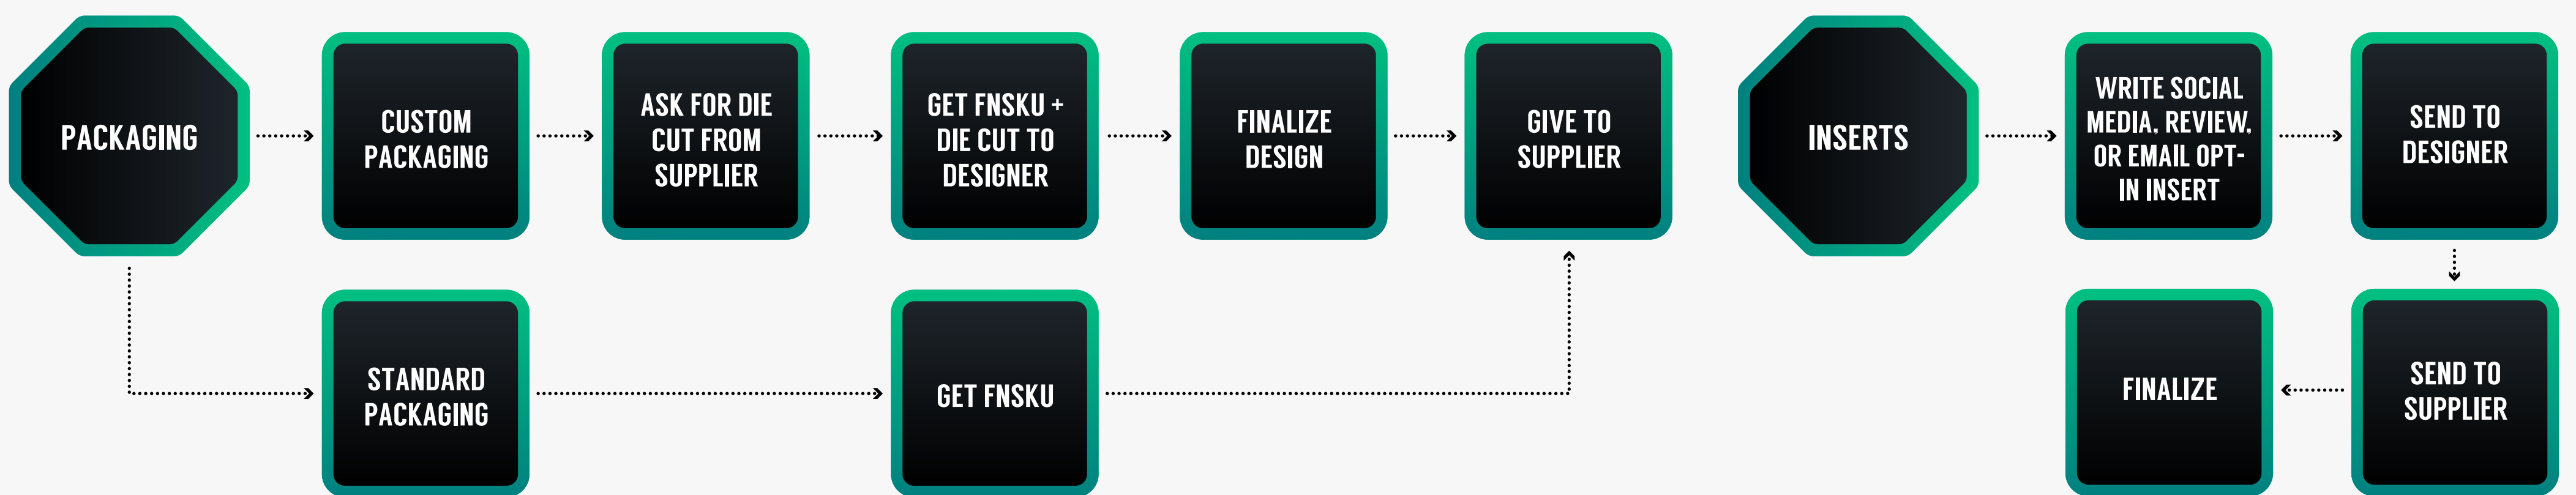 PACKAGING
CUSTOM
PACKAGING
ASK FOR DIE
CUT FROM
SUPPLIER
GET FNSKU +
DIE CUT TO
DESIGNER
FINALIZE
DESIGN
GIVE TO
SUPPLIER
STANDARD
PACKAGING
GET FNSKU
INSERTS
WRITE SOCIAL
MEDIA, REVIEW,
OR EMAIL OPT-
IN INSERT
SEND TO
DESIGNER
SEND TO
SUPPLIER
FINALIZE